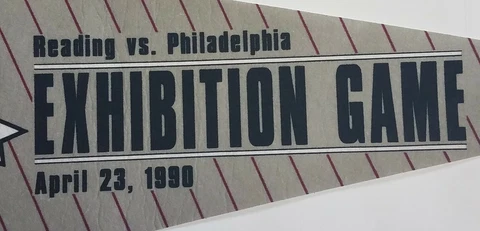 Reading vs. Philadelphia
EXHIBITION GAME
April 23, 1990